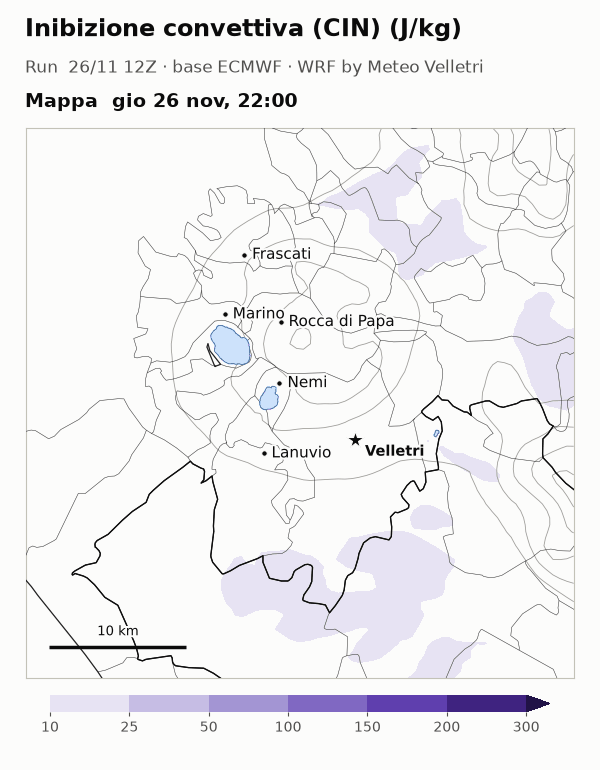 Inibizione convettiva (CIN) (J/kg)
Run  26/11 12Z · base ECMWF · WRF by Meteo Velletri
Mappa  gio 26 nov, 22:00
Frascati
Marino
Rocca di Papa
Nemi
Velletri
Lanuvio
10 km
10 25 50 100 150 200 300